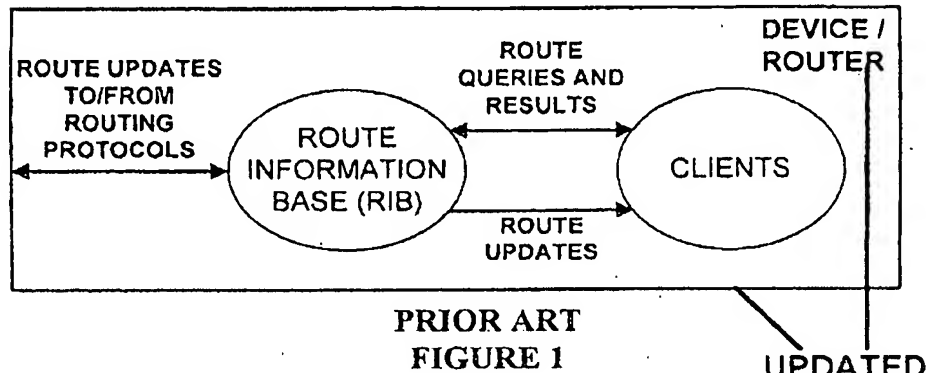 DEVICE /
ROUTER
ROUTE UPDATES
TO/FROM
ROUTING
PROTOCOLS
ROUTE
INFORMATION
BASE (RIB)
ROUTE
QUERIES AND
RESULTS
ROUTE
UPDATES
CLIENTS
PRIOR ART
FIGURE 1
UPDATED